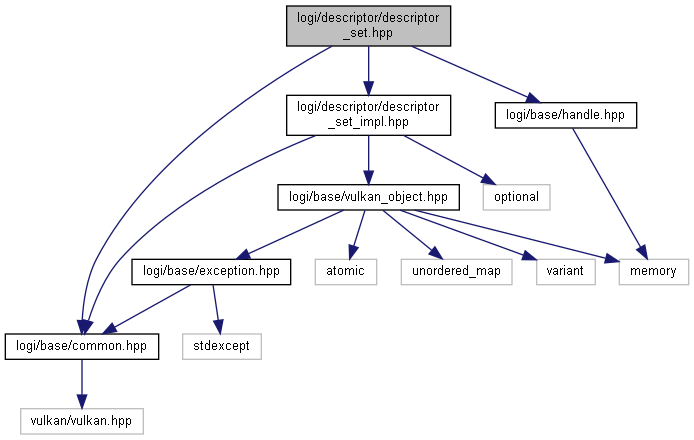 logi/descriptor/descriptor
_set.hpp
logi/descriptor/descriptor
_set_impl.hpp
logi/base/handle.hpp
logi/base/vulkan_object.hpp
optional
logi/base/exception.hpp
atomic
unordered_map
variant
memory
logi/base/common.hpp
stdexcept
vulkan/vulkan.hpp